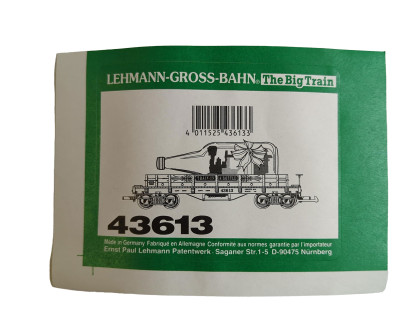 LEHMANN-GROSS-BAHN® The Big Train
4 011525 436133
43613
43613
Made in Germany Fabriqué en Allemagne Conformité aux normes garantie par l'importateur
Ernst Paul Lehmann Patentwerk · Saganer Str.1-5 D-90475 Nürnberg